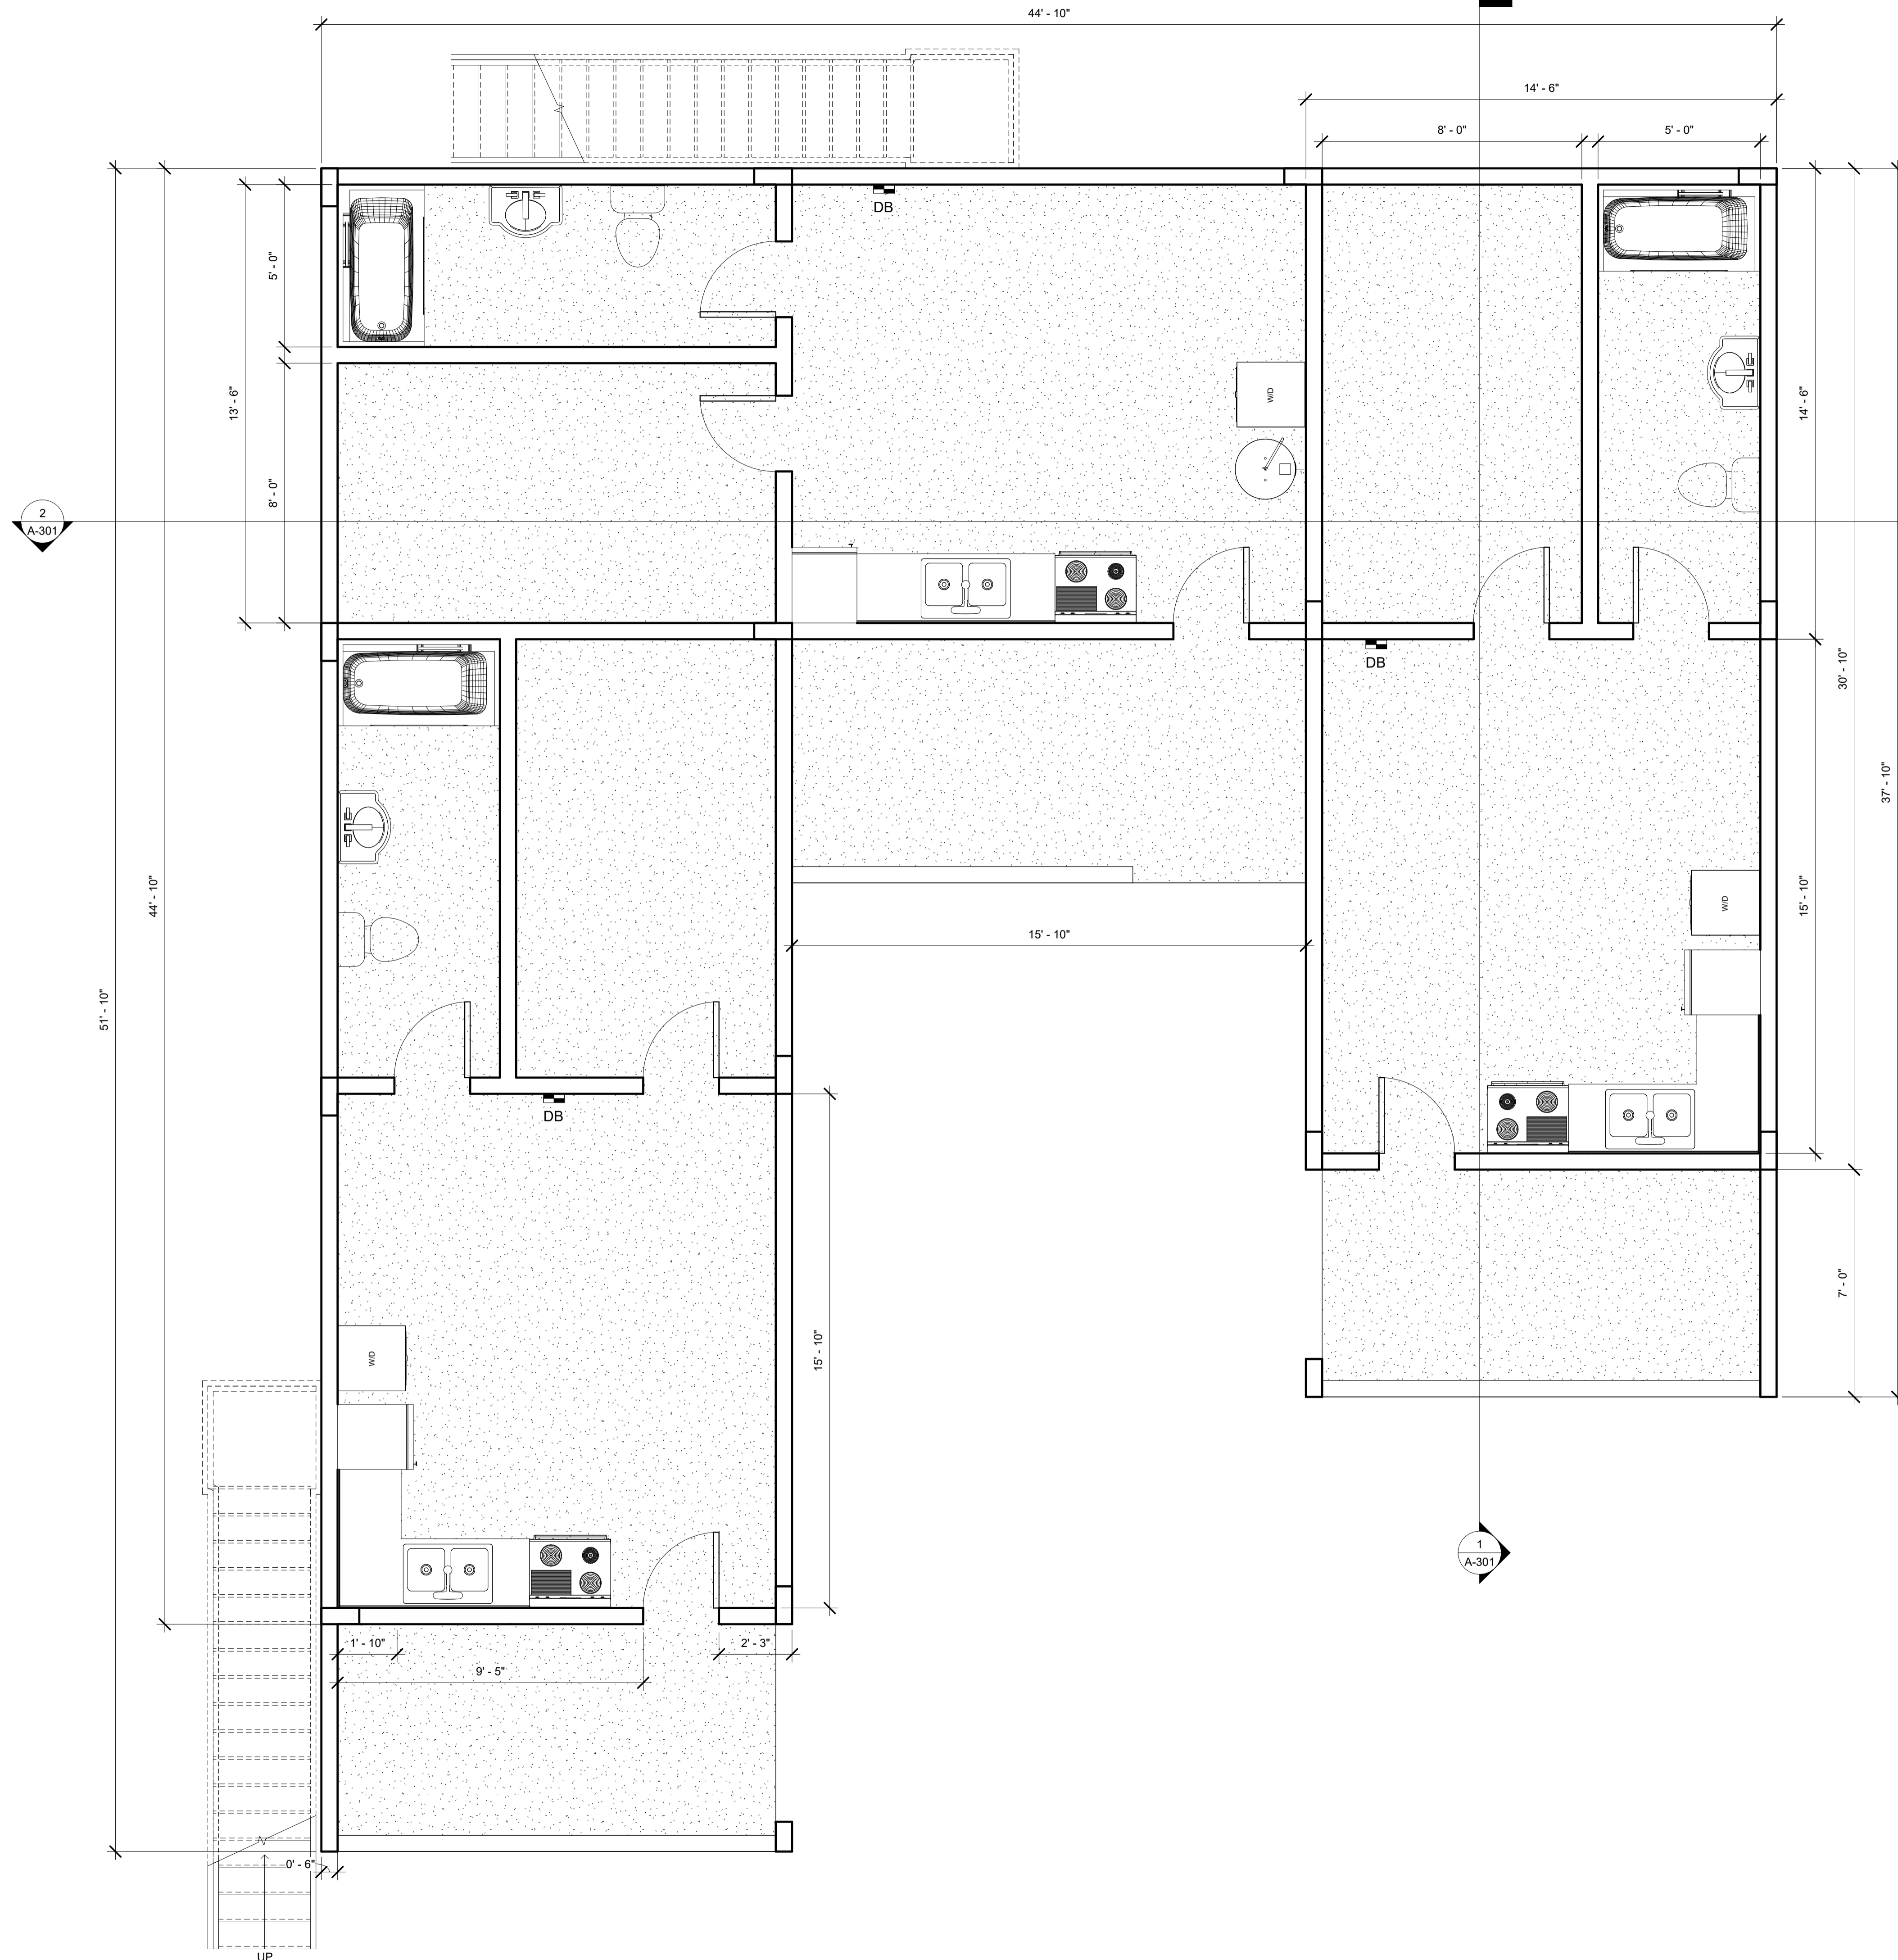 44' - 10"
14' - 6"
8' - 0"
5' - 0"
DB
5' - 0"
13' - 6"
W/D
14' - 6"
8' - 0"
2
A-301
DB
30' - 10"
37' - 10"
44' - 10"
W/D
15' - 10"
15' - 10"
51' - 10"
DB
7' - 0"
15' - 10"
W/D
1
A-301
1' - 10"
2' - 3"
9' - 5"
0' - 6"
UP